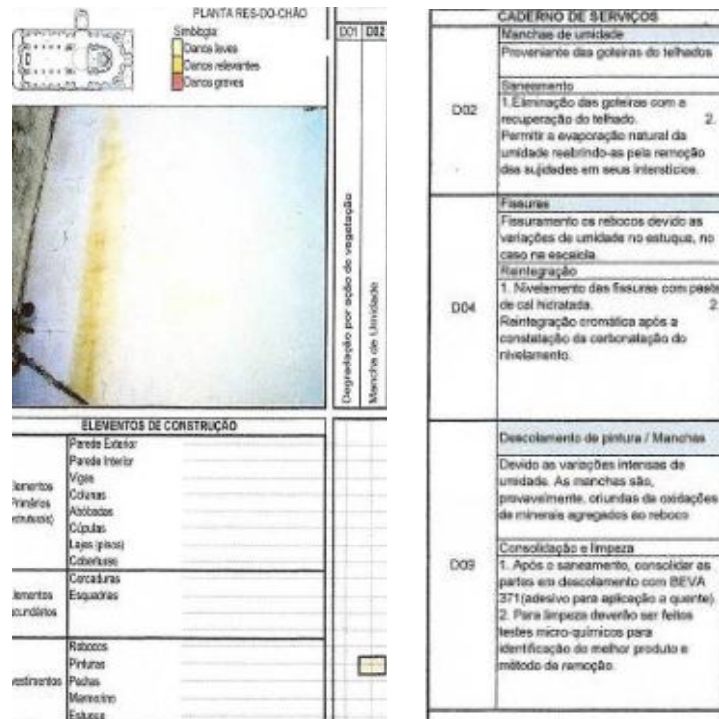 PLANTA RES-DO-CHÃO
Simblogia
Danos leves
Danos relevantes
Danos graves
D01 D02
Degradação por ação do vegetação
Mancha de Umidade
ELEMENTOS DE CONSTRUÇÃO
Parede Exterior
Parede Interior
Vigas
Colunas
Abóbadas
Cúpulas
Lajes (pisos)
Coberturas
Cercaduras
Esquadrias
Rebocos
Pinturas
Pedras
Marmorino
Estuque
CADERNO DE SERVIÇOS
Manchas de umidade
Proveniente das goteiras do telhados
Saneamento
D02
1.Eliminação das goteiras com a
recuperação do telhado. 2.
Permitir a evaporação natural da
umidade reebrindo-as pela remoção
das sujidades em seus interstícios.
Fissuras
Fissuramento os rebocos devido as
variações de umidade no estuque, no
caso na escaiola
Reintegração
D04
1. Nivelamento das fissuras com pasta
de cal hidratada. 2
Reintegração cromática após a
constatação da carbonatação do
nivelamento.
Descolamento de pintura / Manchas
Devido as variações intensas de
umidade. As manchas são,
provavelmente, oriundas da oxidações
de minerais agregados ao reboco
Consolidação e limpeza
D09
1. Após o saneamento, consolidar as
partes em descolamento com BEVA
371(adesivo para aplicação a quente).
2. Para limpeza deverão ser feitos
testes micro-químicos para
identificação do melhor produto e
método de remoção.